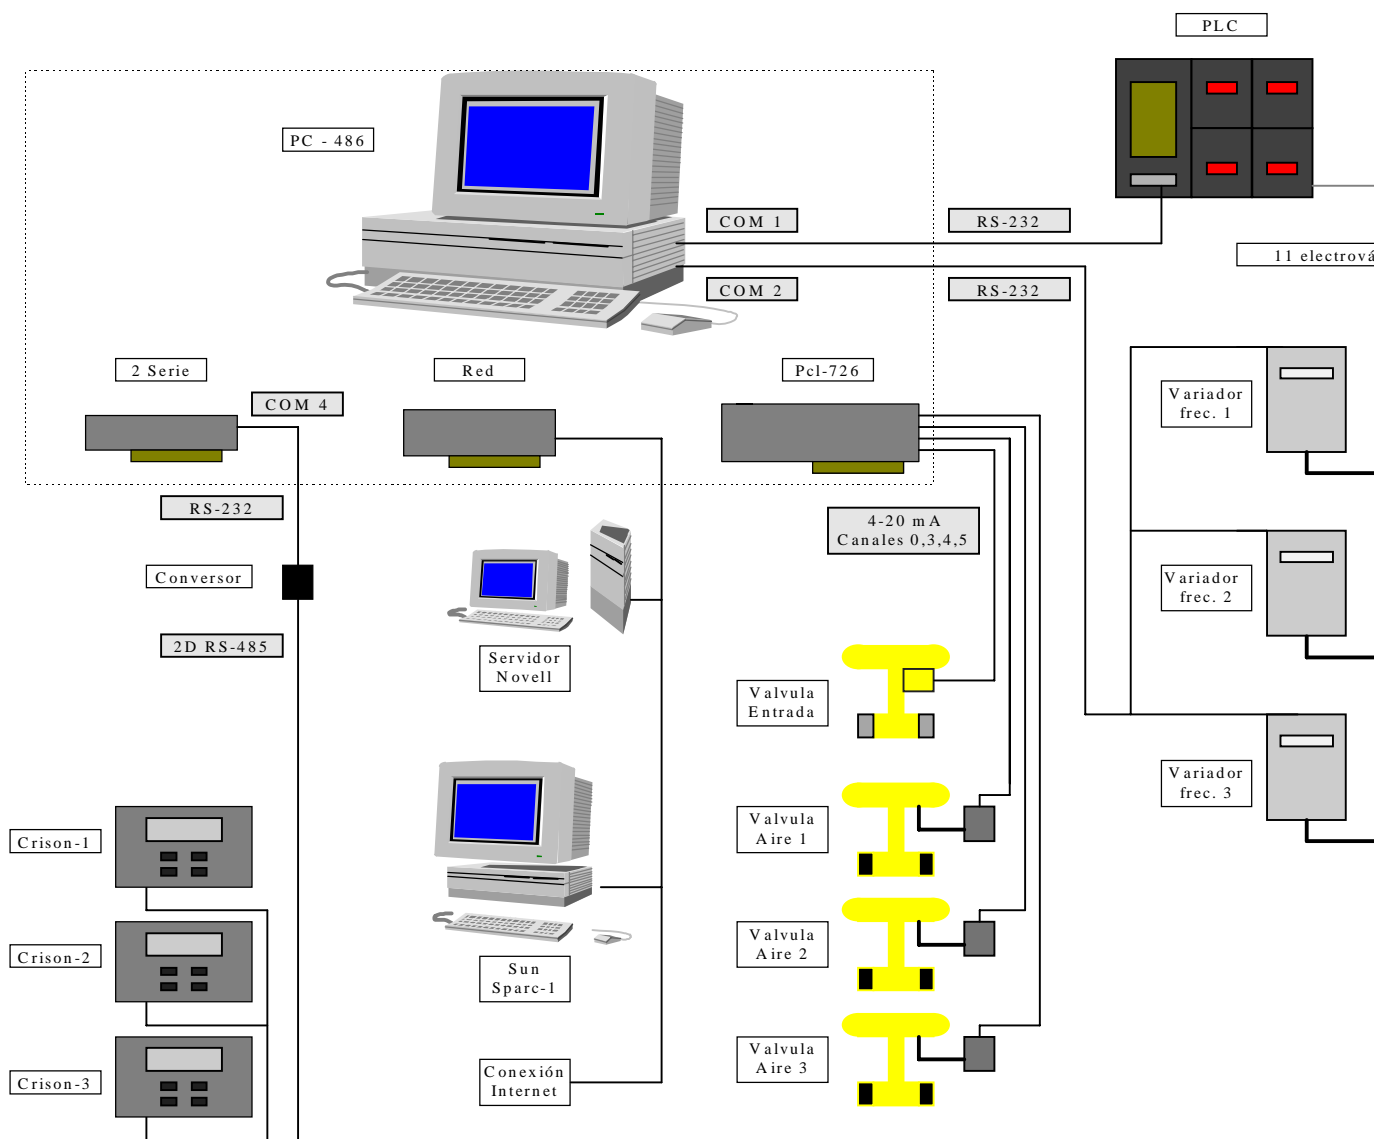 PLC
PC - 486
COM 1
RS-232
11 electrová
COM 2
RS-232
2 Serie
Red
Pcl-726
COM 4
Variador
frec. 1
RS-232
4-20 mA
Canales 0,3,4,5
Conversor
Variador
frec. 2
2D RS-485
Servidor
Novell
Valvula
Entrada
Variador
frec. 3
Crison-1
Valvula
Aire 1
Crison-2
Sun
Sparc-1
Valvula
Aire 2
Crison-3
Conexión
Internet
Valvula
Aire 3